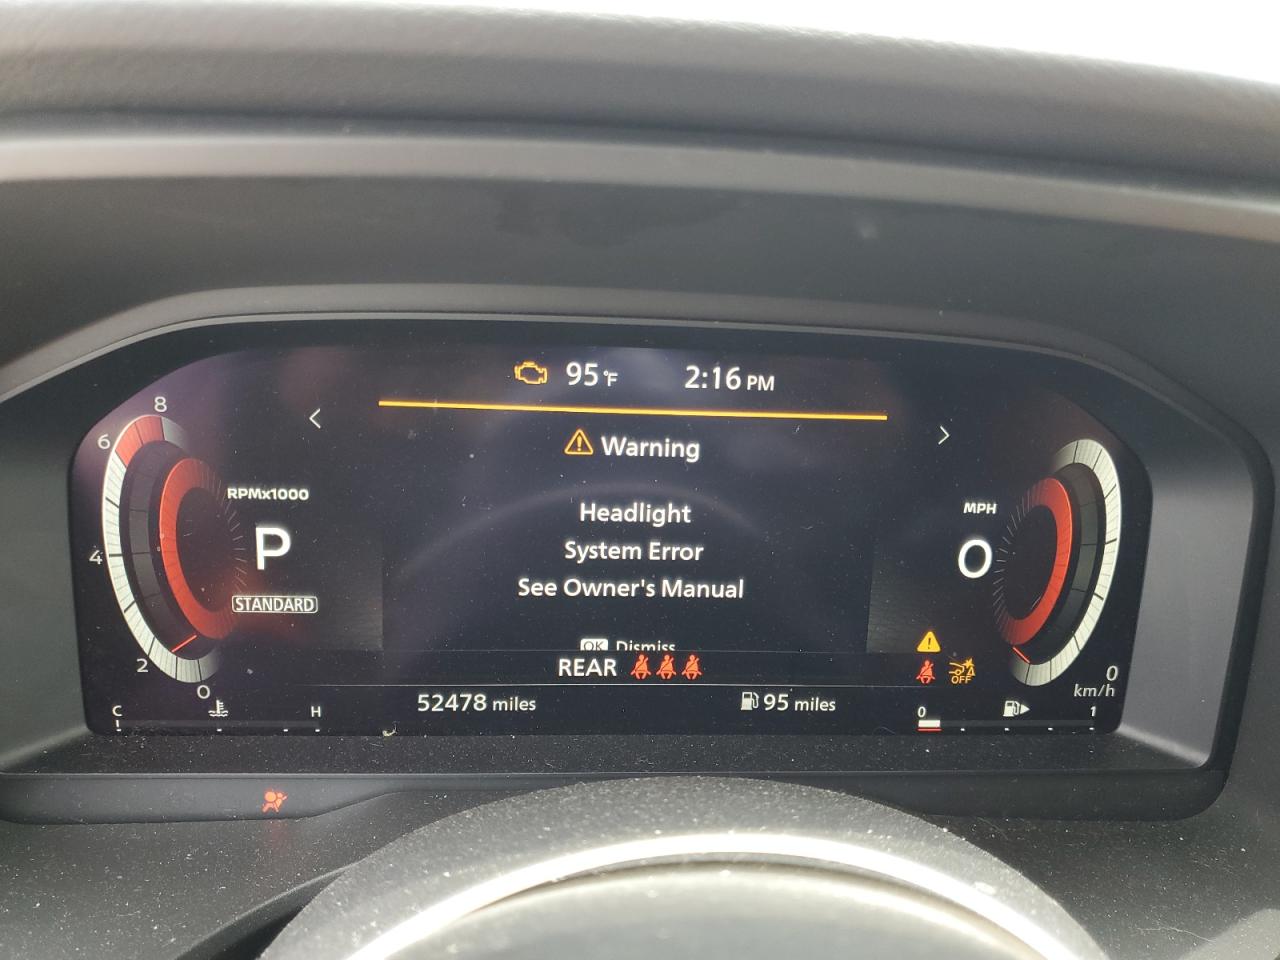 95°F 2:16 PM
Warning
8
6
4
2
0
RPMx1000
P
STANDARD
Headlight
System Error
See Owner's Manual
OK Dismiss
REAR
MPH
0
0
km/h
OFF
C H
52478 miles
95 miles
0 1